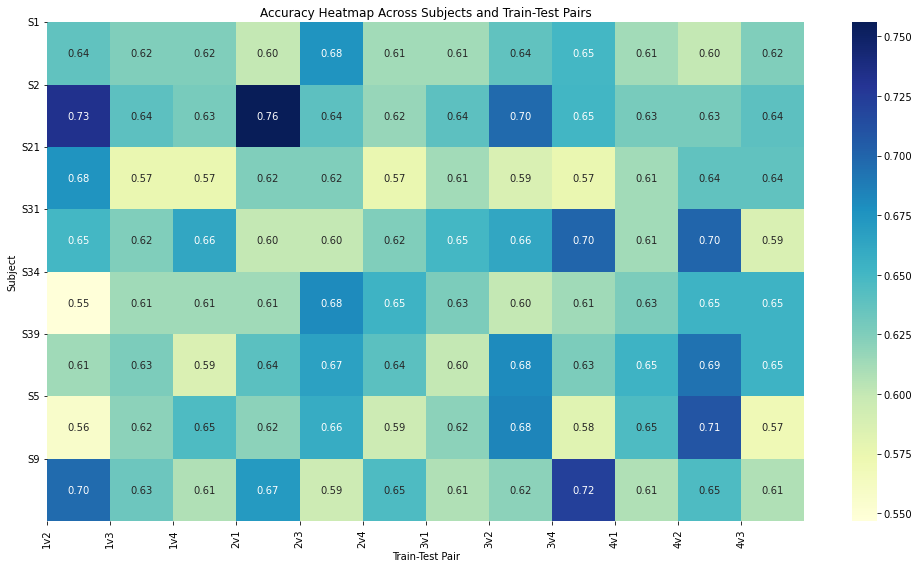 Accuracy Heatmap Across Subjects and Train-Test Pairs
S1
0.64 0.62 0.62 0.60 0.68 0.61 0.61 0.64 0.65 0.61 0.60 0.62
S2
0.73 0.64 0.63 0.76 0.64 0.62 0.64 0.70 0.65 0.63 0.63 0.64
S21
0.68 0.57 0.57 0.62 0.62 0.57 0.61 0.59 0.57 0.61 0.64 0.64
S31
0.65 0.62 0.66 0.60 0.60 0.62 0.65 0.66 0.70 0.61 0.70 0.59
S34
0.55 0.61 0.61 0.61 0.68 0.65 0.63 0.60 0.61 0.63 0.65 0.65
S39
0.61 0.63 0.59 0.64 0.67 0.64 0.60 0.68 0.63 0.65 0.69 0.65
S5
0.56 0.62 0.65 0.62 0.66 0.59 0.62 0.68 0.58 0.65 0.71 0.57
S9
0.70 0.63 0.61 0.67 0.59 0.65 0.61 0.62 0.72 0.61 0.65 0.61
Subject
1v2 1v3 1v4 2v1 2v3 2v4 3v1 3v2 3v4 4v1 4v2 4v3
Train-Test Pair
0.750
0.725
0.700
0.675
0.650
0.625
0.600
0.575
0.550